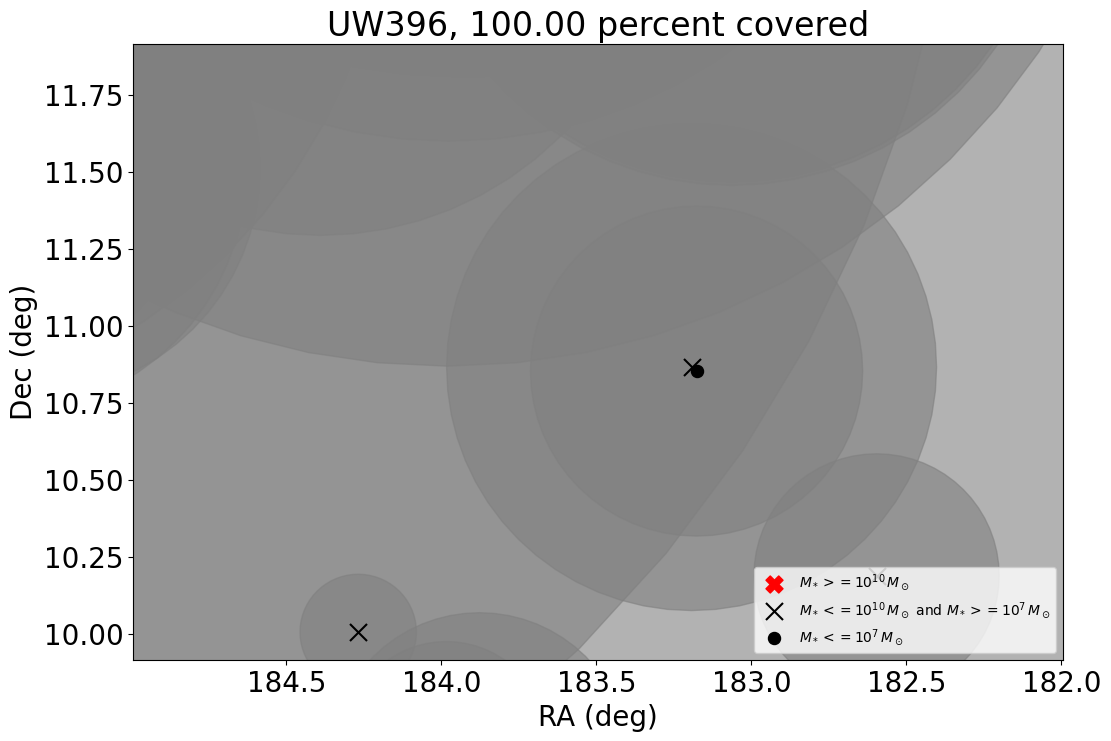 UW396, 100.00 percent covered
Dec (deg)
11.75
11.50
11.25
11.00
10.75
10.50
10.25
10.00
M* >= 10^10 M⊙
M* <= 10^10 M⊙ and M* >= 10^7 M⊙
M* <= 10^7 M⊙
184.5 184.0 183.5 183.0 182.5 182.0
RA (deg)